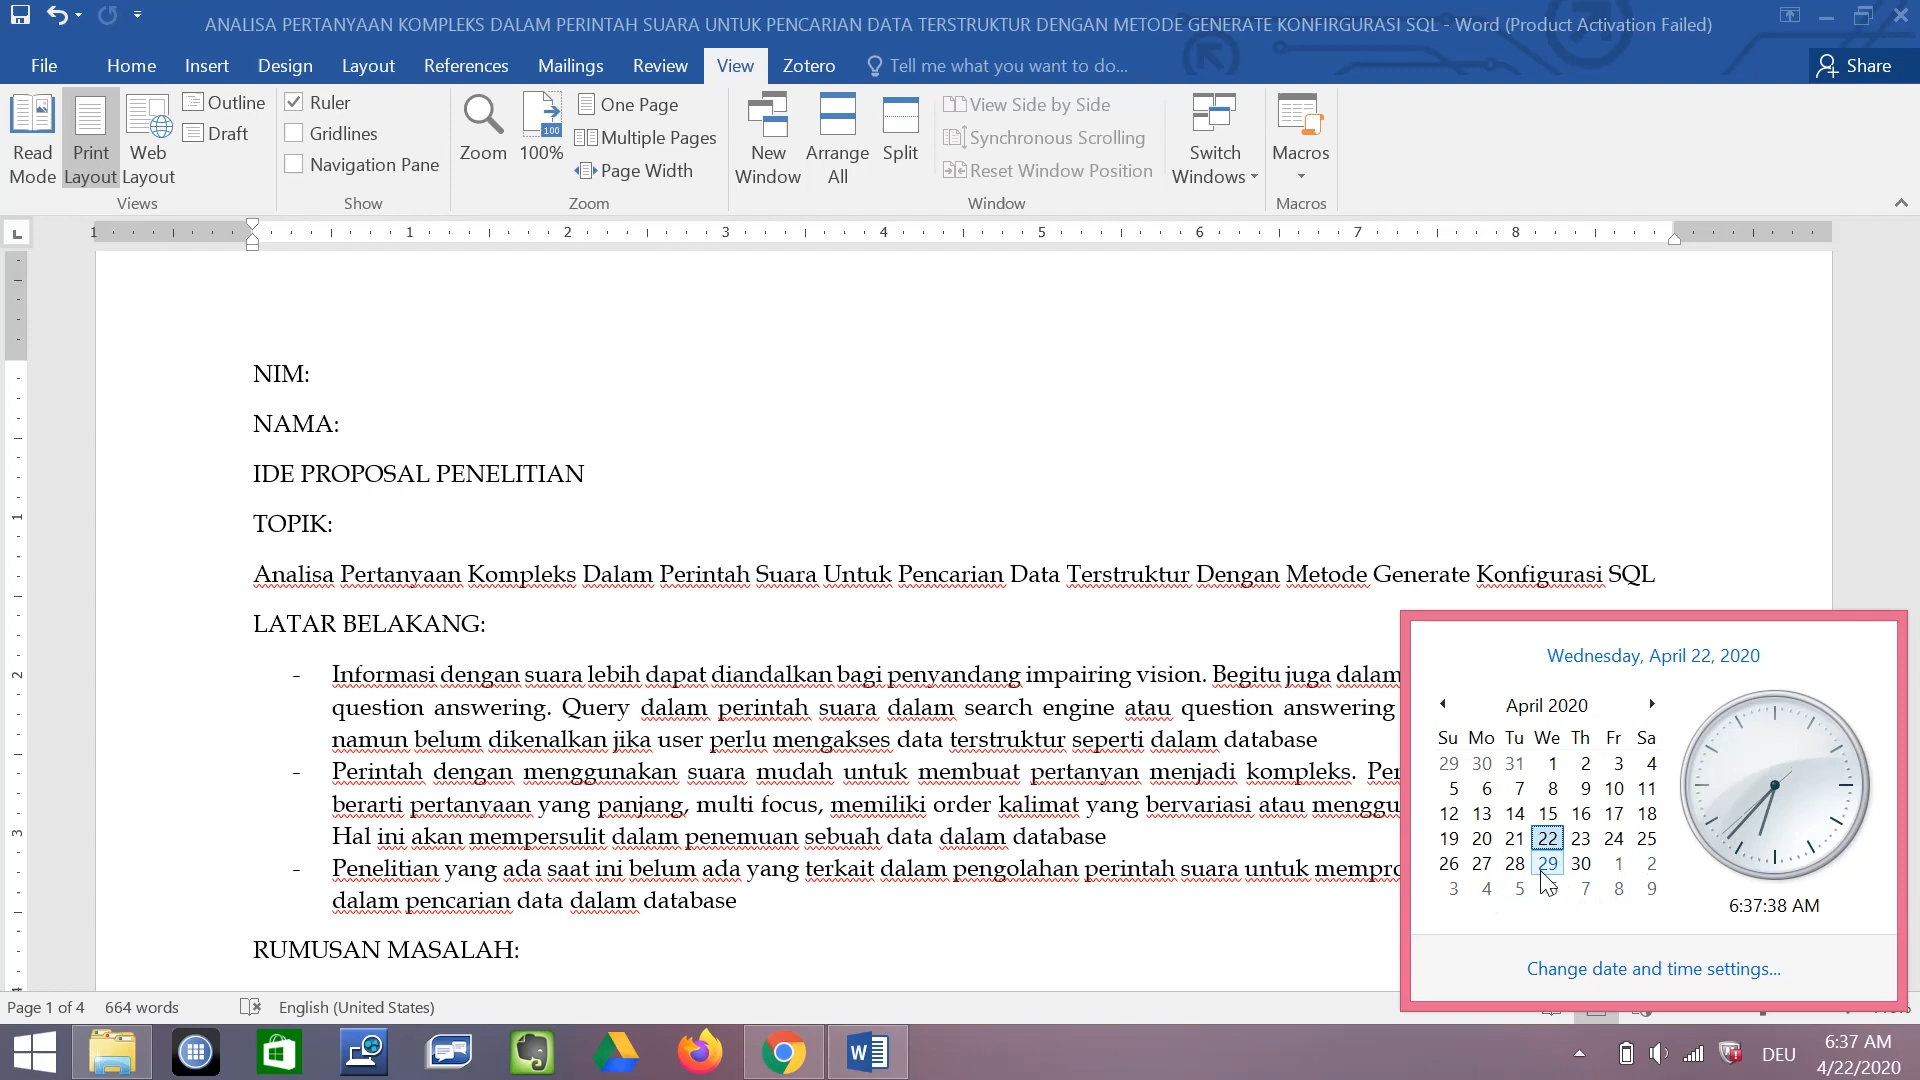 ANALISA PERTANYAAN KOMPLEKS DALAM PERINTAH SUARA UNTUK PENCARIAN DATA TERSTRUKTUR DENGAN METODE GENERATE KONFIRGURASI SQL - Word (Product Activation Failed)
File Home Insert Design Layout References Mailings Review View Zotero Tell me what you want to do... Share
Read Mode
Print Layout
Web Layout
Outline
Draft
Views
Ruler
Gridlines
Navigation Pane
Show
Zoom
100
100%
One Page
Multiple Pages
Page Width
Zoom
New Window
Arrange All
Split
View Side by Side
Synchronous Scrolling
Reset Window Position
Window
Switch Windows
Macros
Macros
1 1 2 3 4 5 6 7 8
1
2
3
NIM:
NAMA:
IDE PROPOSAL PENELITIAN
TOPIK:
Analisa Pertanyaan Kompleks Dalam Perintah Suara Untuk Pencarian Data Terstruktur Dengan Metode Generate Konfigurasi SQL
LATAR BELAKANG:
- Informasi dengan suara lebih dapat diandalkan bagi penyandang impairing vision. Begitu juga dalam
question answering. Query dalam perintah suara dalam search engine atau question answering
namun belum dikenalkan jika user perlu mengakses data terstruktur seperti dalam database
- Perintah dengan menggunakan suara mudah untuk membuat pertanyan menjadi kompleks.
berarti pertanyaan yang panjang, multi focus, memiliki order kalimat yang bervariasi atau
Hal ini akan mempersulit dalam penemuan sebuah data dalam database
- Penelitian yang ada saat ini belum ada yang terkait dalam pengolahan perintah suara untuk
dalam pencarian data dalam database
RUMUSAN MASALAH:
Wednesday, April 22, 2020
April 2020
Su Mo Tu We Th Fr Sa
29 30 31 1 2 3 4
5 6 7 8 9 10 11
12 13 14 15 16 17 18
19 20 21 22 23 24 25
26 27 28 29 30 1 2
3 4 5 7 8 9
6:37:38 AM
Change date and time settings...
Page 1 of 4 664 words English (United States)
W
DEU
6:37 AM
4/22/2020